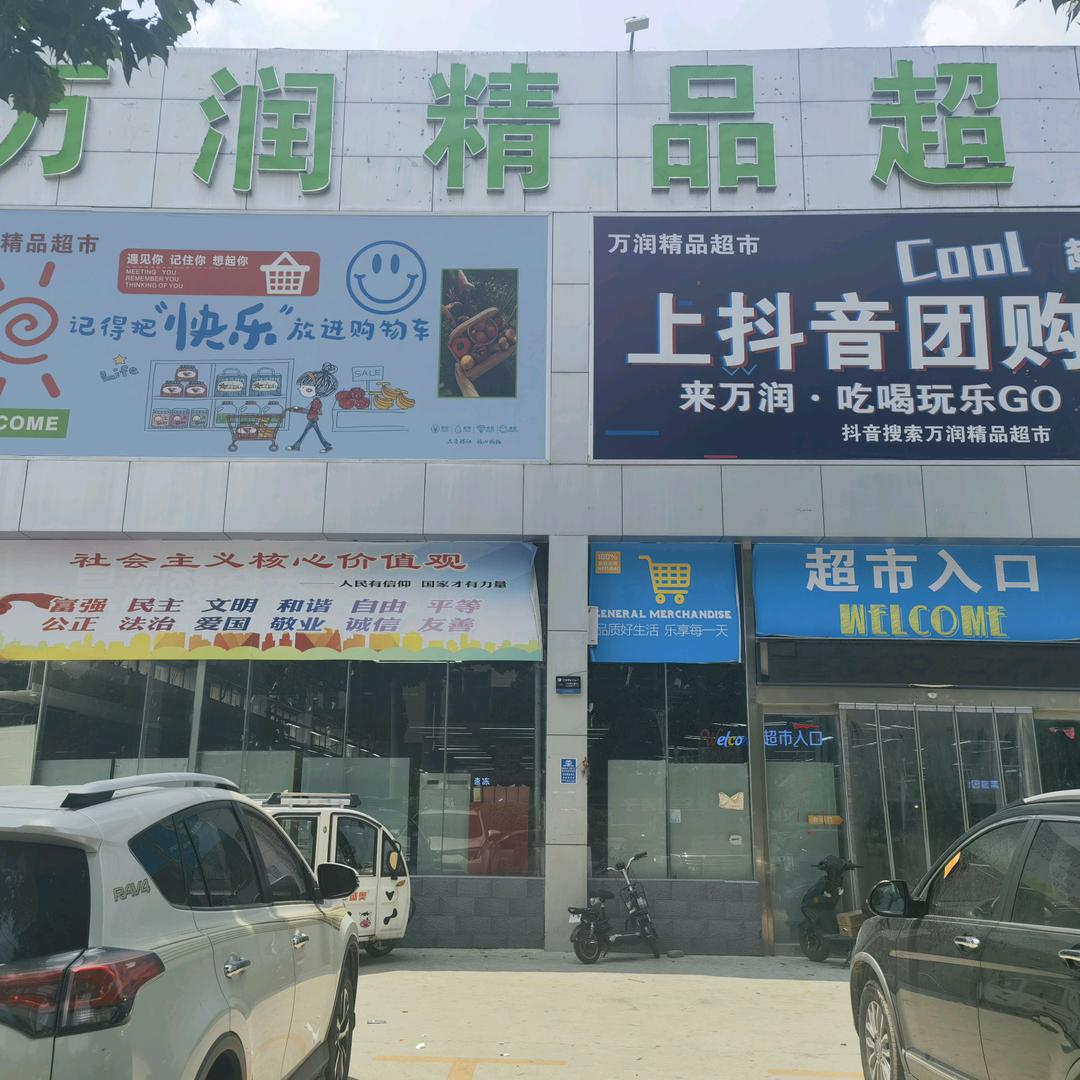 万润精品超
精品超市
遇见你 记住你 想起你
MEETING YOU
REMEMBER YOU
THINKING OF YOU
记得把“快乐”放进购物车
Life
SALE
COME
万润精品超市
Cool 超
上抖音团购
来万润·吃喝玩乐GO
抖音搜索万润精品超市
社会主义核心价值观
——人民有信仰 国家才有力量
富强 民主 文明 和谐 自由 平等
公正 法治 爱国 敬业 诚信 友善
100%
NATURAL
GENERAL MERCHANDISE
品质好生活 乐享每一天
超市入口
WELCOME
Welcome 超市入口
RAV4